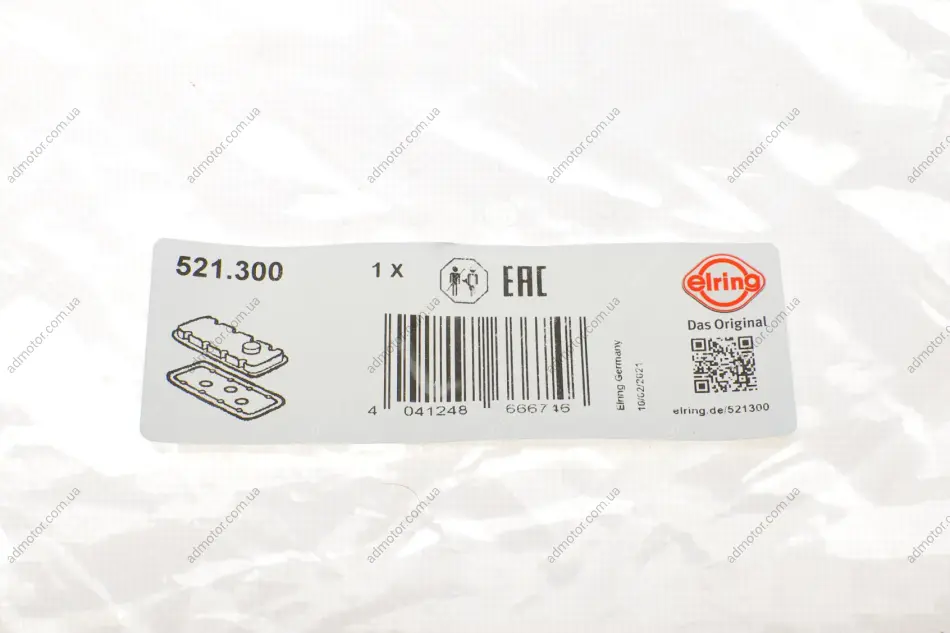 521.300
1 X
EAC
elring
Das Original
4 041248 666746
Elring Germany
10/02/2021
elring.de/521300
admotor.com.ua